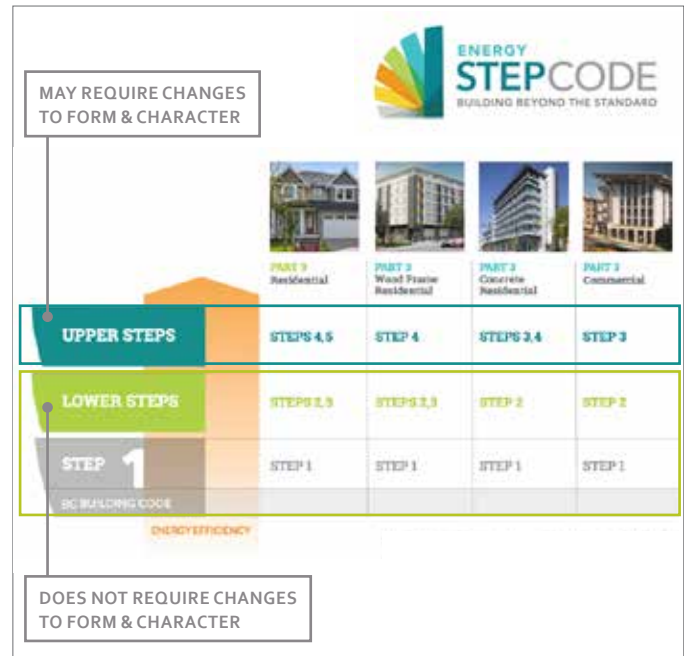 ENERGY
STEPCODE
BUILDING BEYOND THE STANDARD
MAY REQUIRE CHANGES
TO FORM & CHARACTER
PART 9
Residential
PART 3
Wood Frame
Residential
PART 3
Concrete
Residential
PART 3
Commercial
UPPER STEPS
STEPS 4,5
STEP 4
STEPS 3,4
STEP 3
LOWER STEPS
STEPS 2,3
STEPS 2,3
STEP 2
STEP 2
STEP 1
STEP 1
STEP 1
STEP 1
STEP 1
BC BUILDING CODE
ENERGY EFFICIENCY
DOES NOT REQUIRE CHANGES
TO FORM & CHARACTER